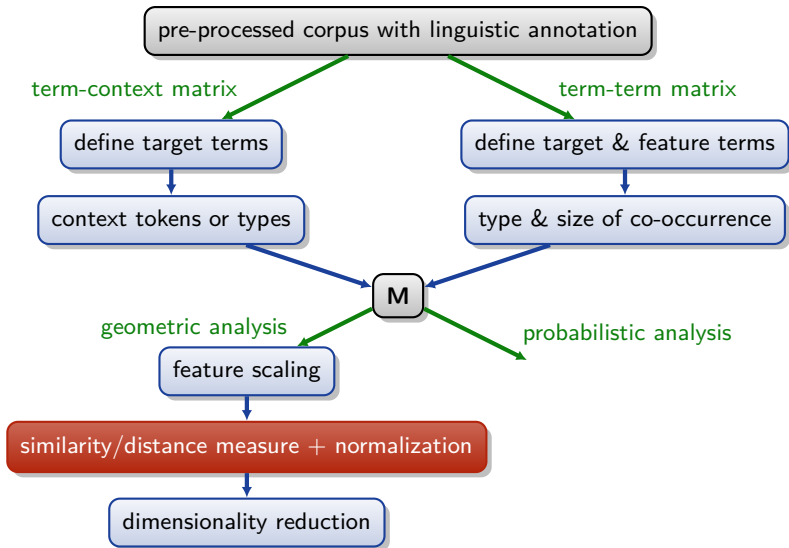 pre-processed corpus with linguistic annotation
term-context matrix
term-term matrix
define target terms
define target & feature terms
context tokens or types
type & size of co-occurrence
M
geometric analysis
probabilistic analysis
feature scaling
similarity/distance measure + normalization
dimensionality reduction